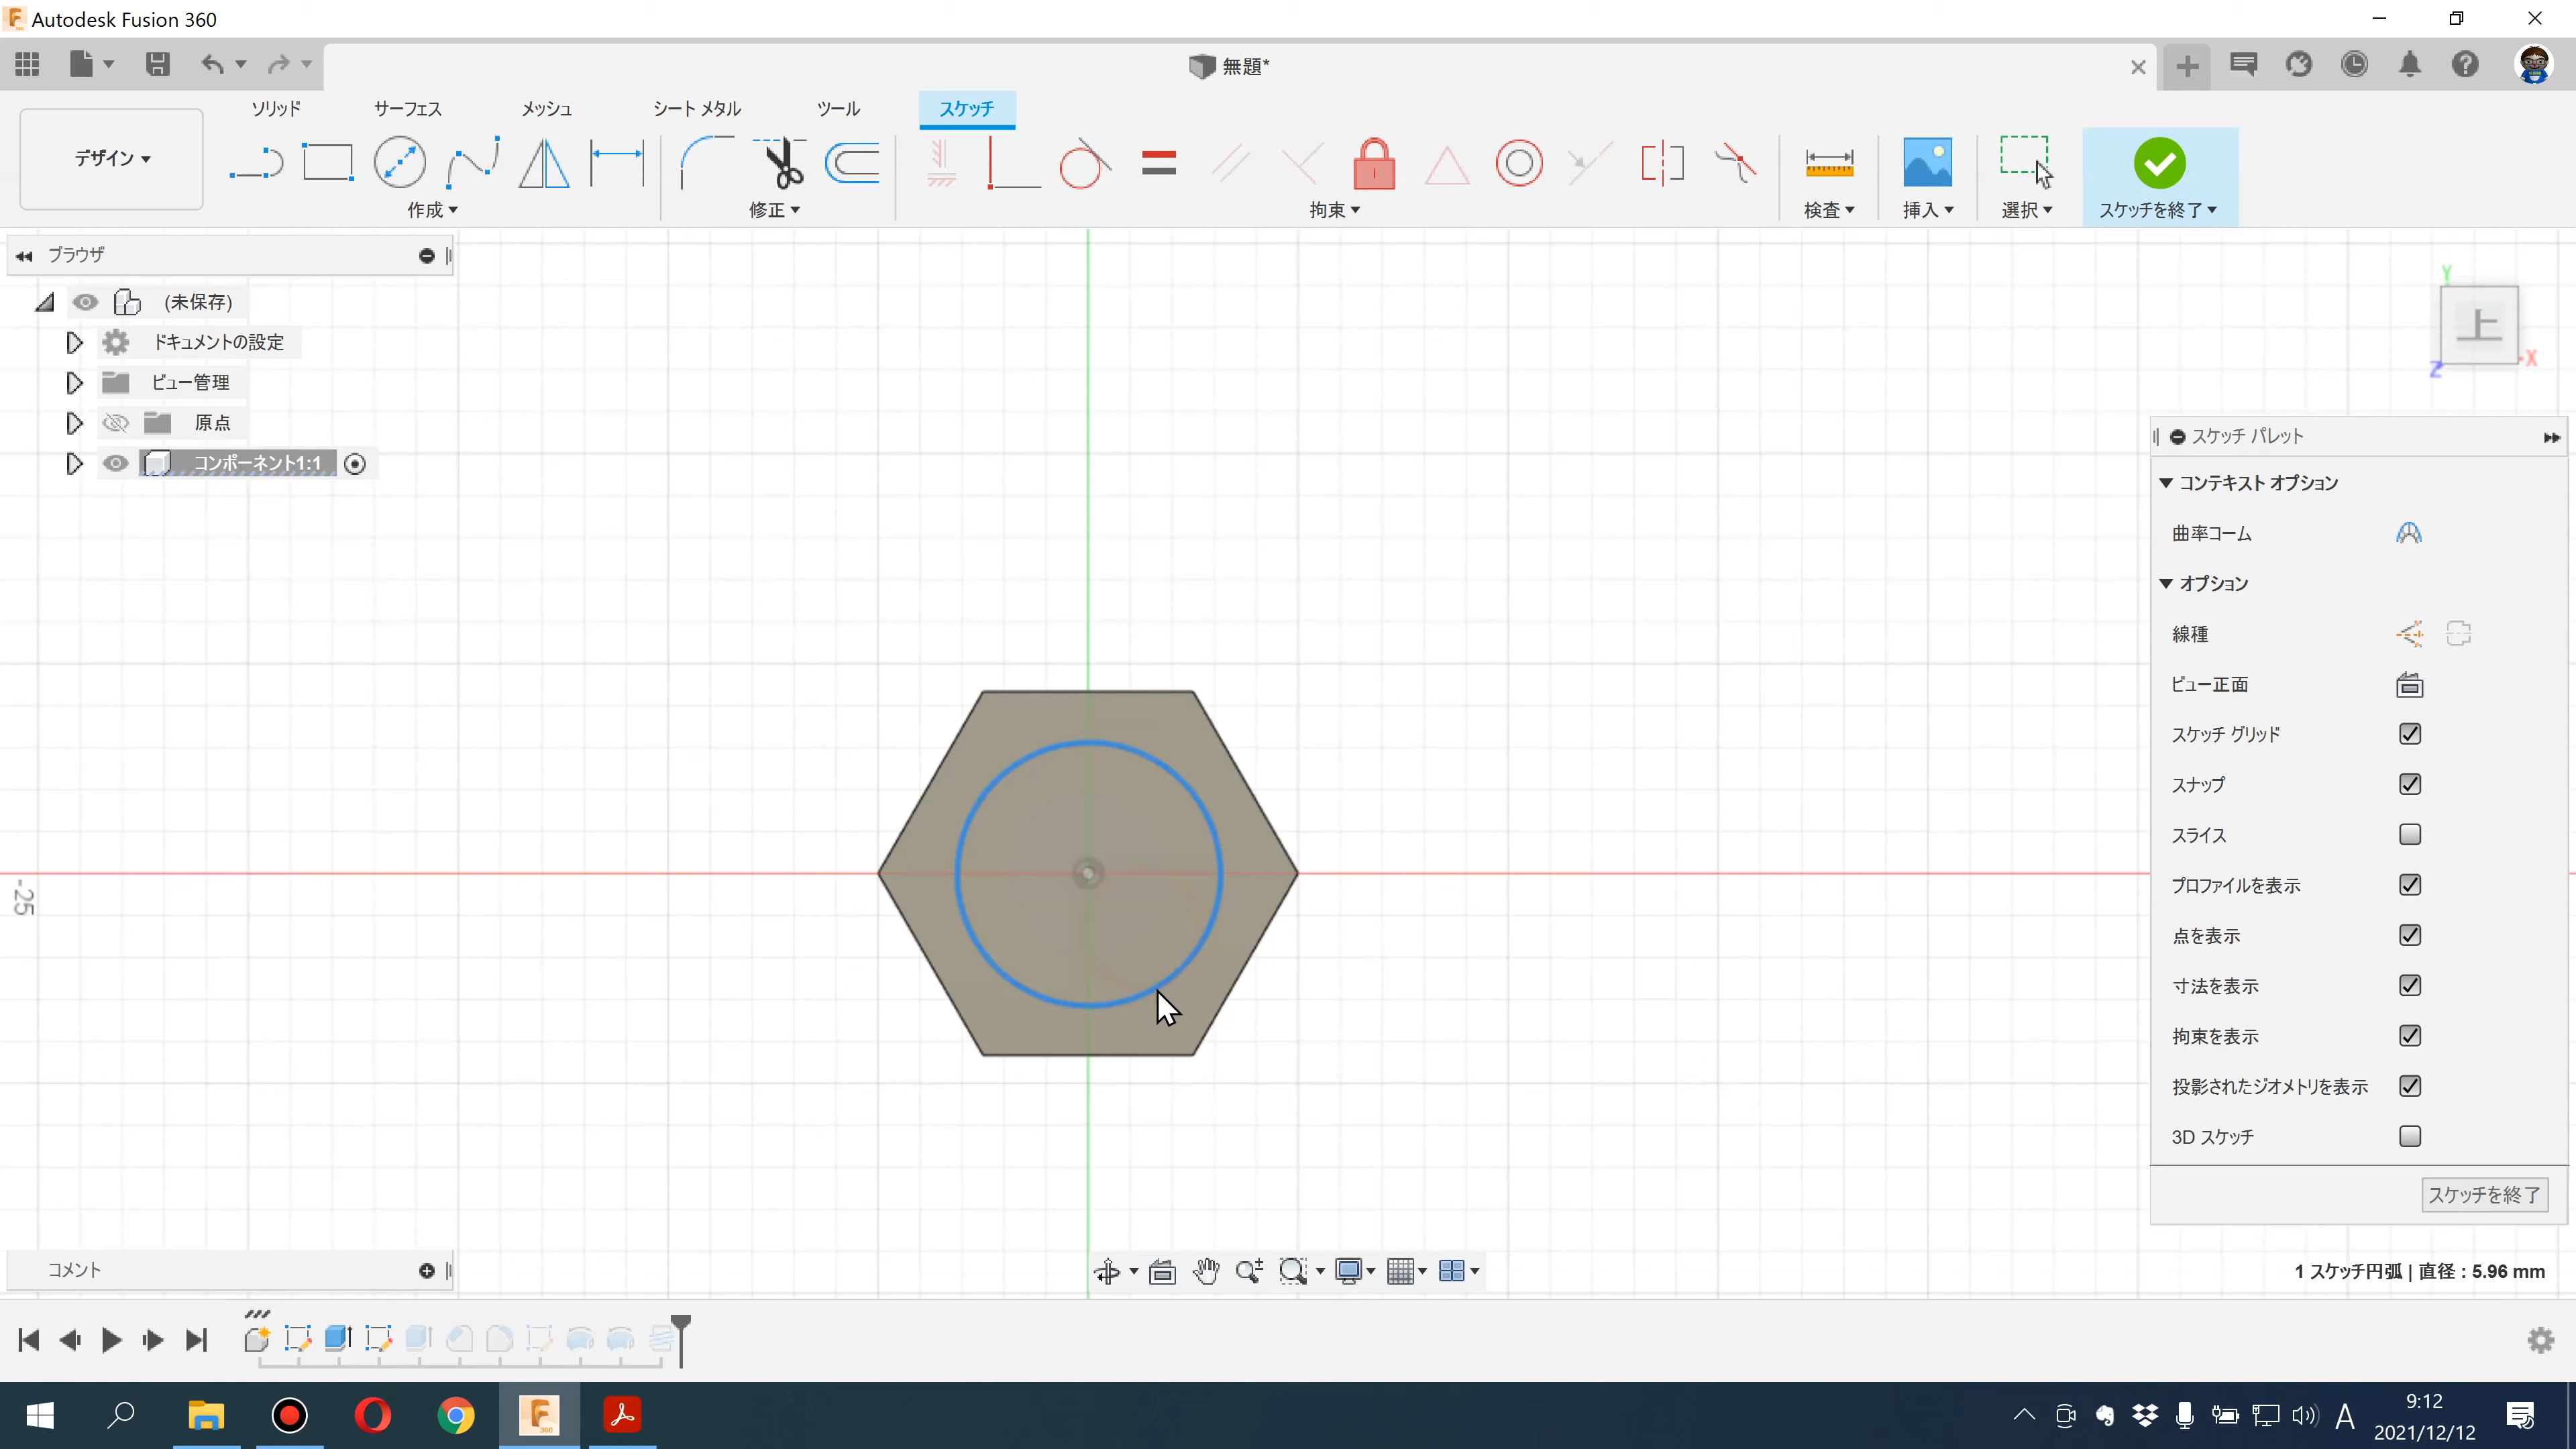 Autodesk Fusion 360
無題*
ソリッド サーフェス メッシュ シート メタル ツール スケッチ
デザイン ▾
作成 ▾ 修正 ▾ 拘束 ▾ 検査 ▾ 挿入 ▾ 選択 ▾ スケッチを終了 ▾
ブラウザ
(未保存)
ドキュメントの設定
ビュー管理
原点
コンポーネント1:1
Y
上
Z
X
-25
スケッチ パレット
コンテキスト オプション
曲率コーム
オプション
線種
ビュー正面
スケッチ グリッド
スナップ
スライス
プロファイルを表示
点を表示
寸法を表示
拘束を表示
投影されたジオメトリを表示
3D スケッチ
スケッチを終了
コメント
1 スケッチ円弧 | 直径 : 5.96 mm
F
360
A
9:12
2021/12/12